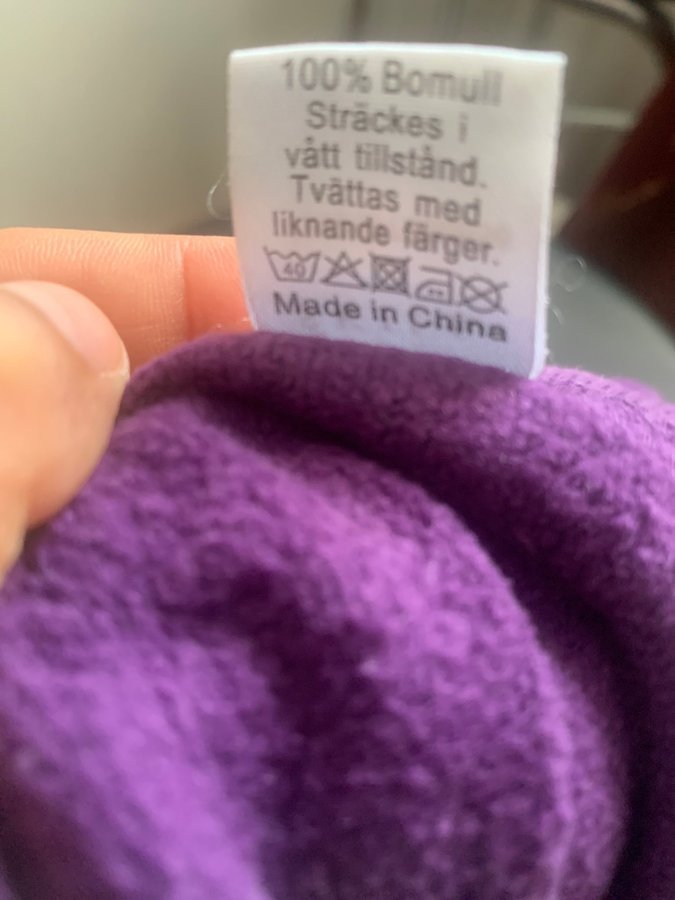 100% Bomull
Sträckes i
vått tillstånd.
Tvättas med
liknande färger.
40
Made in China